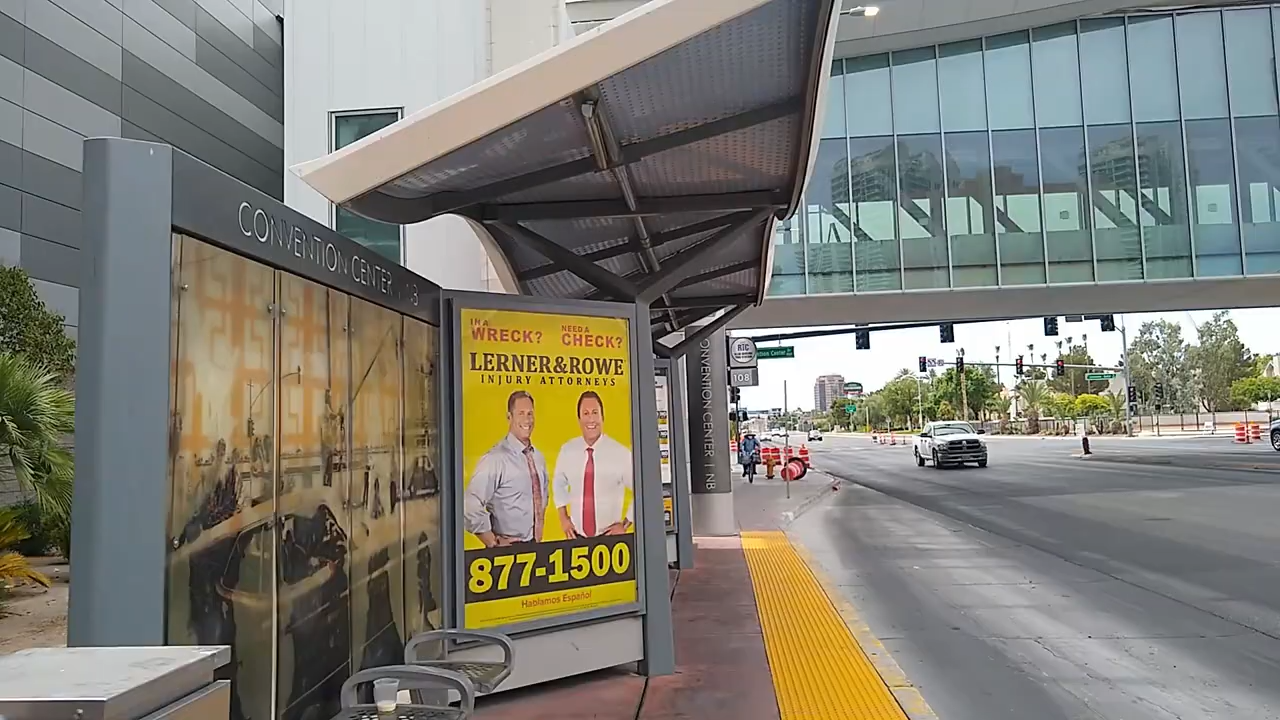 CONVENTION CENTER | NB
IN A
WRECK?
NEED A
CHECK?
LERNER&ROWE
INJURY ATTORNEYS
877-1500
Hablamos Español
CONVENTION CENTER | NB
RTC
108